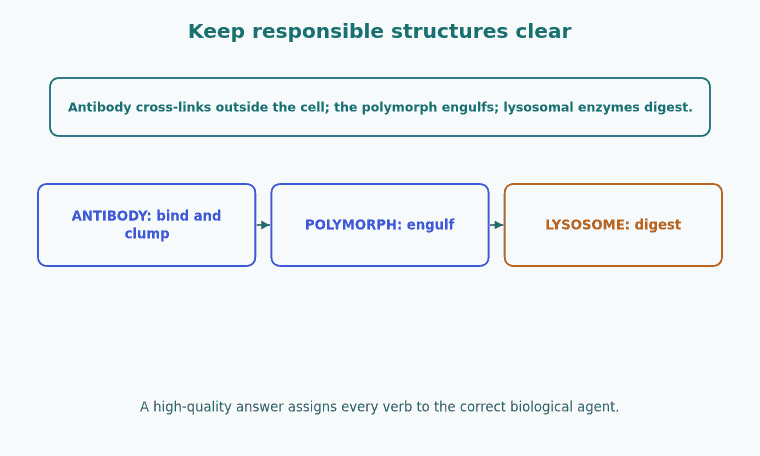 Keep responsible structures clear
Antibody cross-links outside the cell; the polymorph engulfs; lysosomal enzymes digest.
ANTIBODY: bind and
clump
POLYMORPH: engulf
LYSOSOME: digest
A high-quality answer assigns every verb to the correct biological agent.